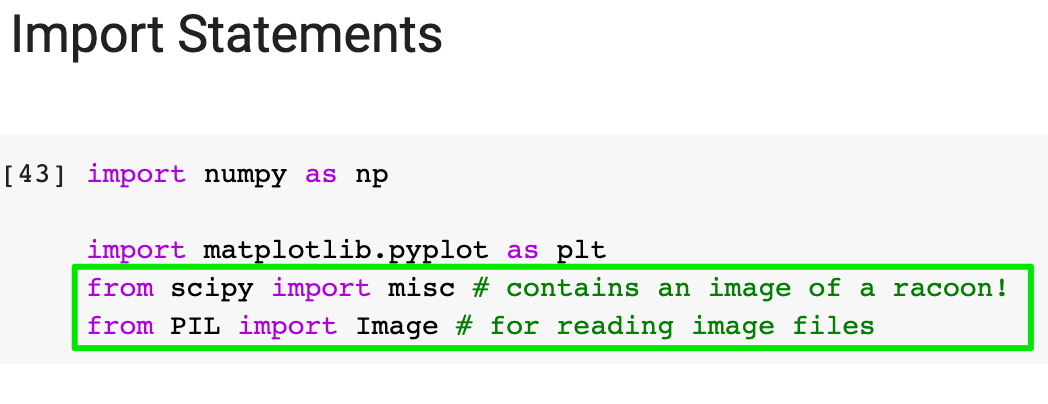 Import Statements
[43] import numpy as np
import matplotlib.pyplot as plt
from scipy import misc # contains an image of a racoon!
from PIL import Image # for reading image files